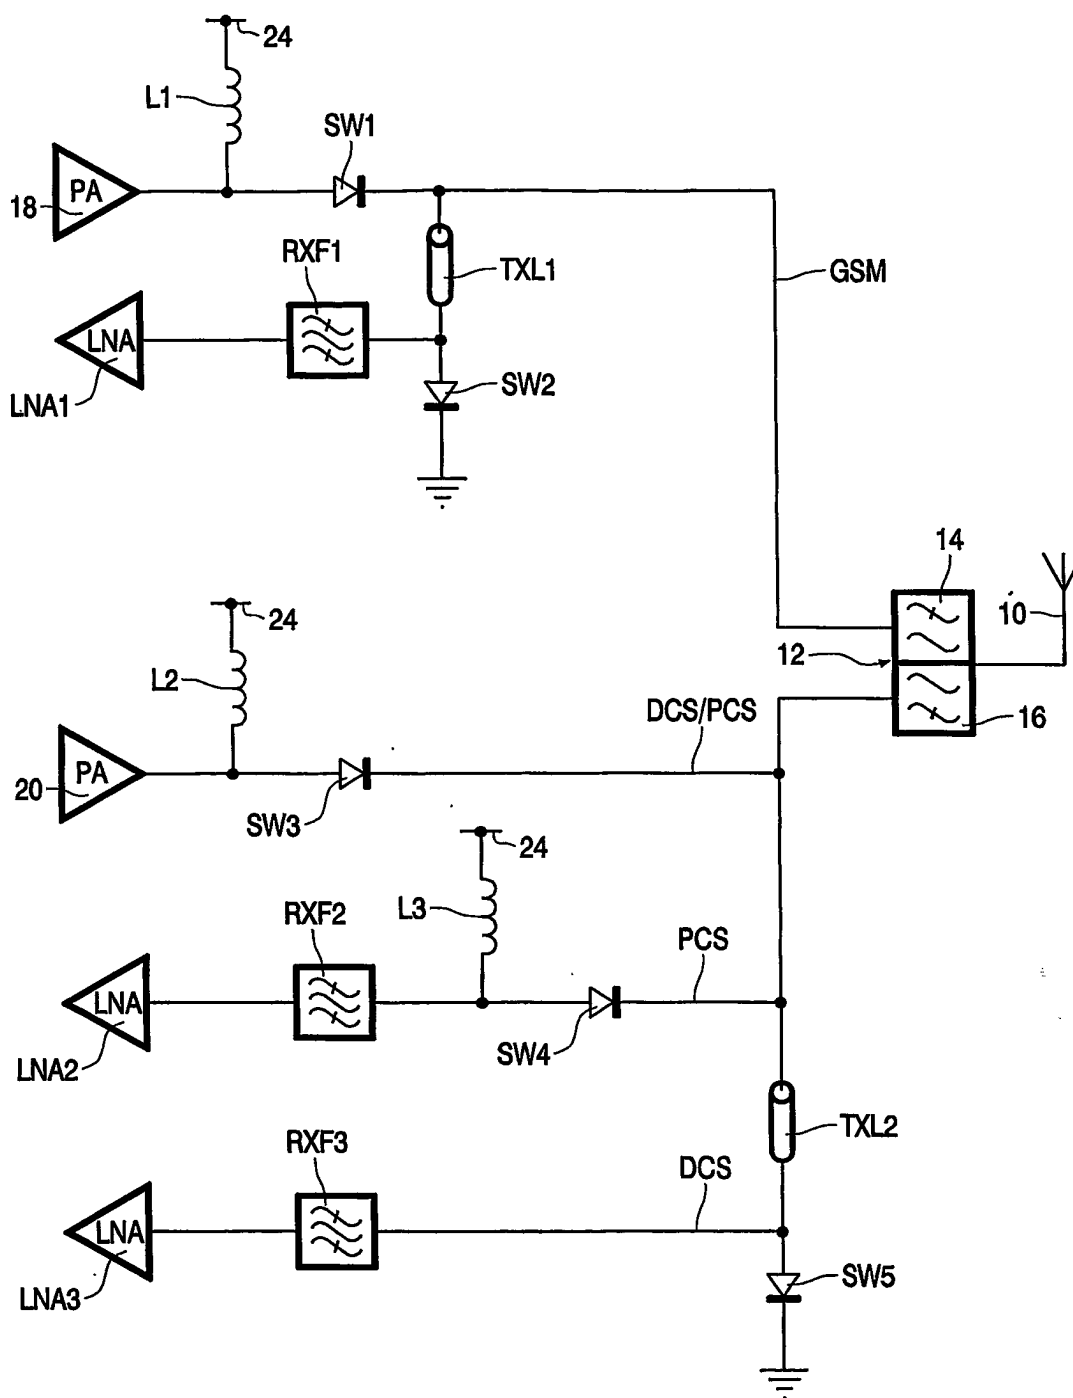 24
L1
SW1
PA
18
RXF1
TXL1
GSM
LNA
SW2
LNA1
14
24
10
12
L2
DCS/PCS
16
PA
20
SW3
24
L3
RXF2
PCS
LNA
SW4
LNA2
TXL2
RXF3
DCS
LNA
SW5
LNA3